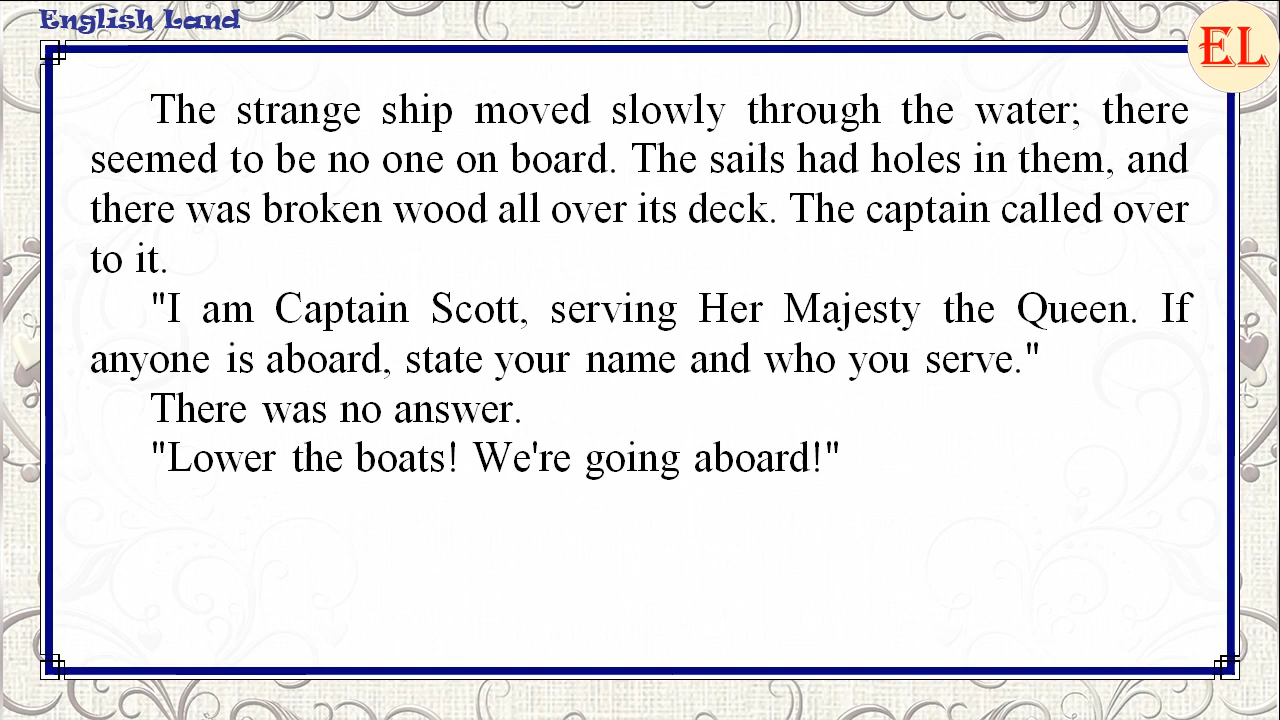 English Land
EL
The strange ship moved slowly through the water; there
seemed to be no one on board. The sails had holes in them, and
there was broken wood all over its deck. The captain called over
to it.
"I am Captain Scott, serving Her Majesty the Queen. If
anyone is aboard, state your name and who you serve."
There was no answer.
"Lower the boats! We're going aboard!"